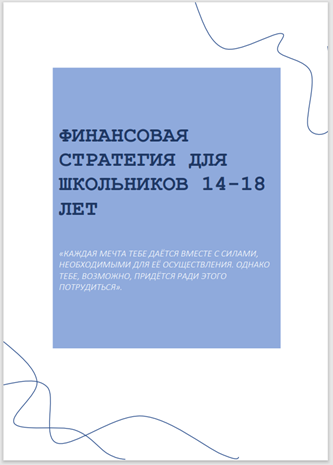 ФИНАНСОВАЯ
СТРАТЕГИЯ ДЛЯ
ШКОЛЬНИКОВ 14-18
ЛЕТ
«КАЖДАЯ МЕЧТА ТЕБЕ ДАЁТСЯ ВМЕСТЕ С СИЛАМИ,
НЕОБХОДИМЫМИ ДЛЯ ЕЁ ОСУЩЕСТВЛЕНИЯ. ОДНАКО
ТЕБЕ, ВОЗМОЖНО, ПРИДЁТСЯ РАДИ ЭТОГО
ПОТРУДИТЬСЯ».